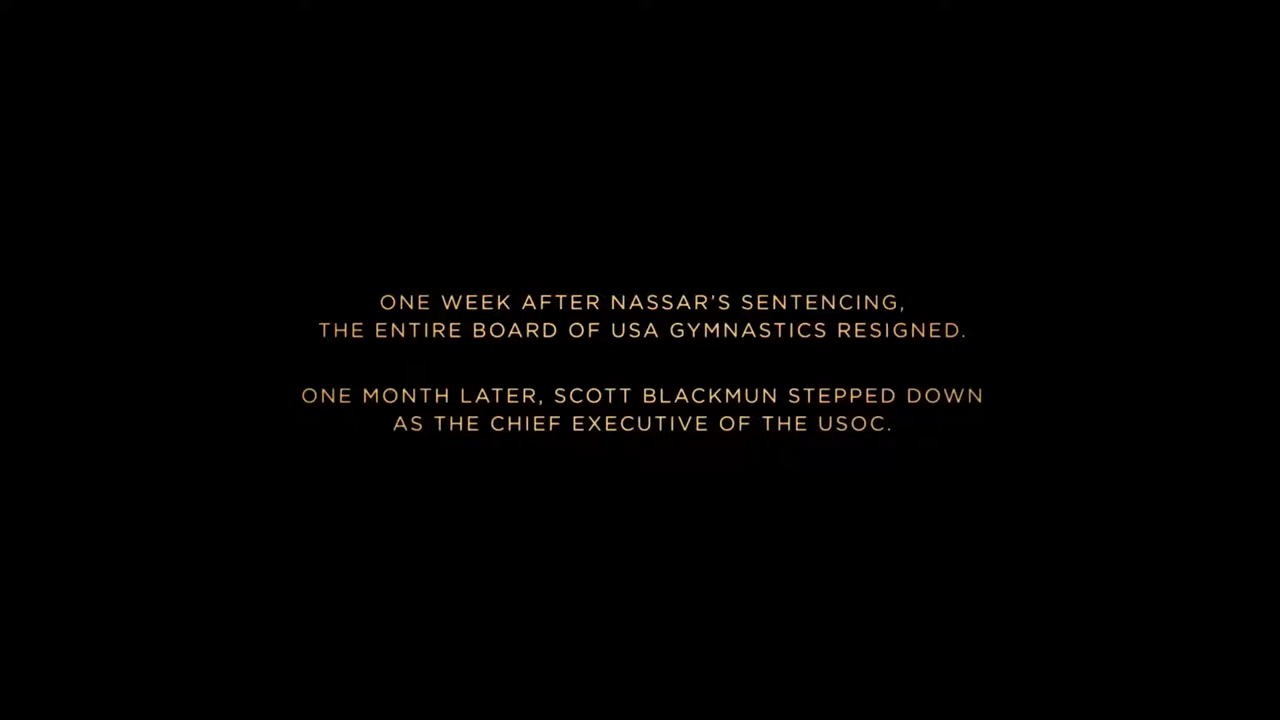 ONE WEEK AFTER NASSAR'S SENTENCING,
THE ENTIRE BOARD OF USA GYMNASTICS RESIGNED.
ONE MONTH LATER, SCOTT BLACKMUN STEPPED DOWN
AS THE CHIEF EXECUTIVE OF THE USOC.